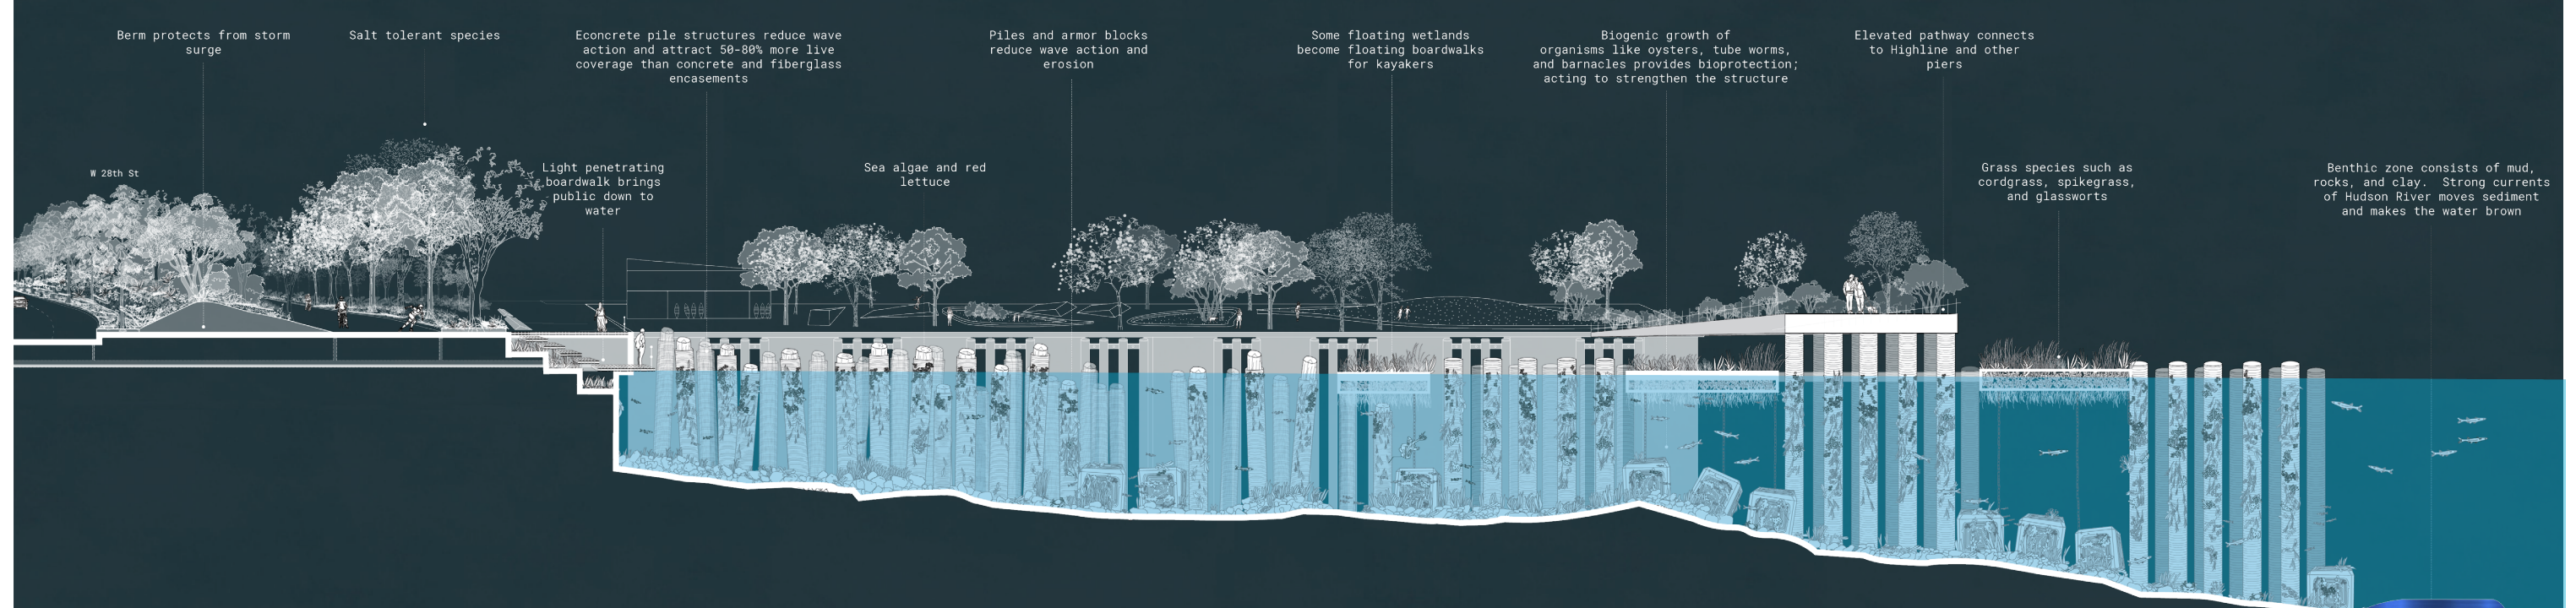 Berm protects from storm
surge
Salt tolerant species
Econcrete pile structures reduce wave
action and attract 50-80% more live
coverage than concrete and fiberglass
encasements
Piles and armor blocks
reduce wave action and
erosion
Some floating wetlands
become floating boardwalks
for kayakers
Biogenic growth of
organisms like oysters, tube worms,
and barnacles provides bioprotection;
acting to strengthen the structure
Elevated pathway connects
to Highline and other
piers
W 28th St
Light penetrating
boardwalk brings
public down to
water
Sea algae and red
lettuce
Grass species such as
cordgrass, spikegrass,
and glassworts
Benthic zone consists of mud,
rocks, and clay. Strong currents
of Hudson River moves sediment
and makes the water brown